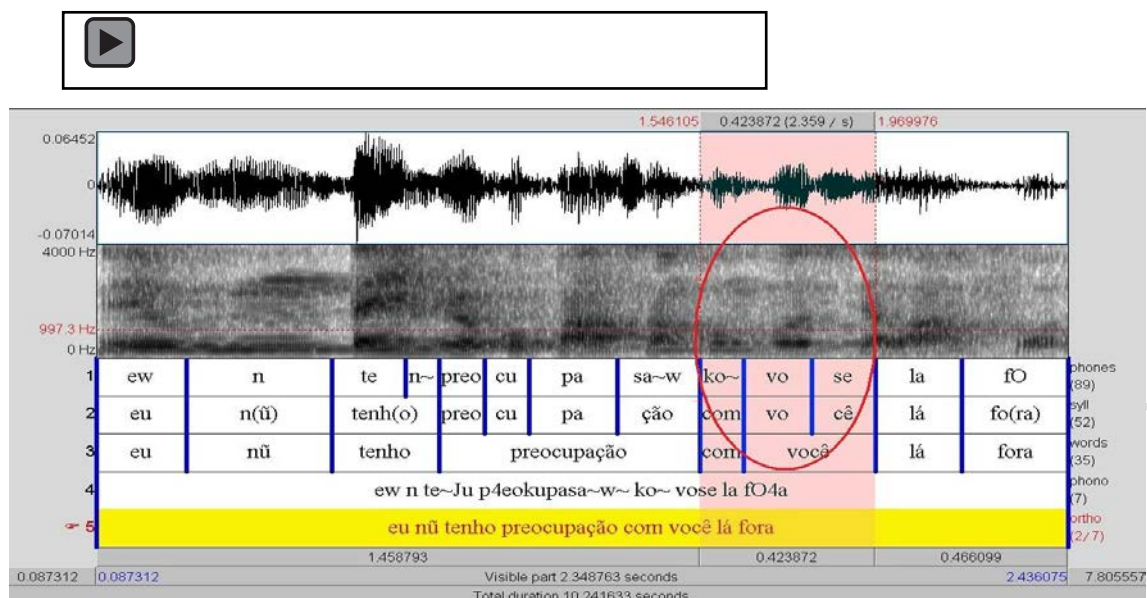 1.546105 0.423872 (2.359 / s) 1.969976
0.06452
0
-0.07014
4000 Hz
997.3 Hz
0 Hz
1 ew n te n~ preo cu pa sa~w ko~ vo se la fO phones (89)
2 eu n(ũ) tenh(o) preo cu pa ção com vo cê lá fo(ra) syll (52)
3 eu nũ tenho preocupação com você lá fora words (35)
4 ew n te~Ju p4eokupasa~w~ ko~ vose la fO4a phono (7)
5 eu nũ tenho preocupação com você lá fora ortho (2/7)
1.458793 0.423872 0.466099
0.087312 0.087312 Visible part 2.348763 seconds 2.436075 7.805557
Total duration 10.241633 seconds